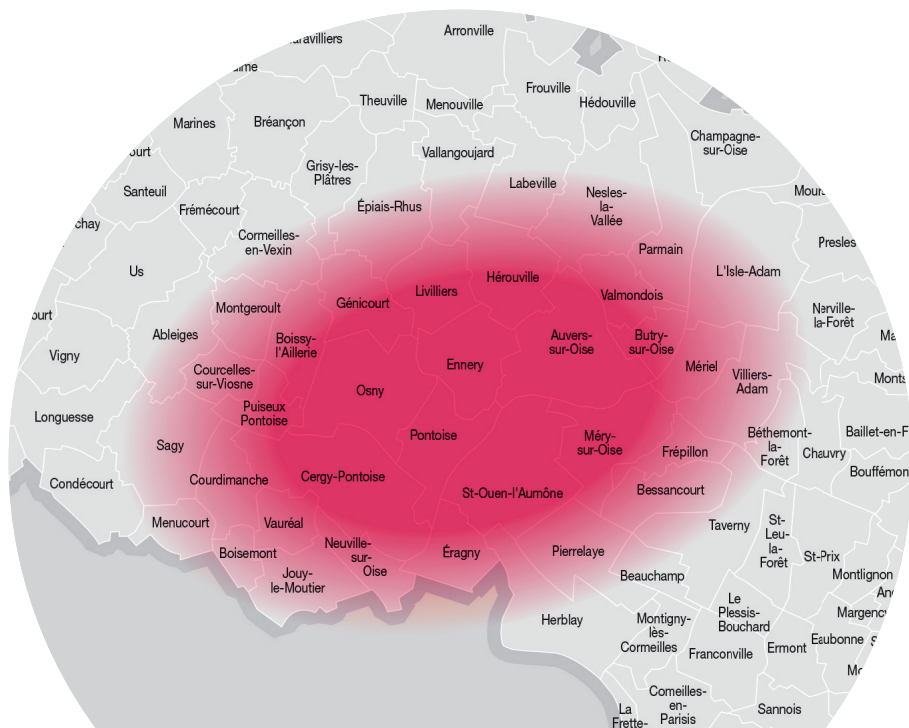 Arronville
Frouville
Hédouville
Theuville
Menouville
Marines
Bréançon
Champagne-
sur-Oise
Vallangoujard
Grisy-les-
Plâtres
Labeville
Santeuil
Nesles-
la-
Vallée
Épiais-Rhus
Frémécourt
Cormeilles-
en-Vexin
Parmain
Presles
Us
L'Isle-Adam
Hérouville
Livilliers
Valmondois
Génicourt
Montgeroult
Nerville-
la-Forêt
Ableiges
Boissy-
l'Aillerie
Auvers-
sur-Oise
Butry-
sur-Oise
Vigny
Ennery
Mériel
Courcelles-
sur-Viosne
Villiers-
Adam
Osny
Puiseux
Pontoise
Longuesse
Pontoise
Méry-
sur-Oise
Béthemont-
la-
Forêt
Baillet-en-F
Sagy
Frépillon
Chauvry
Bouffémon
Condécourt
Courdimanche
Cergy-Pontoise
St-Ouen-l'Aumône
Bessancourt
Menucourt
Vauréal
Taverny
St-
Leu-
la-
Forêt
Boisemont
Neuville-
sur-
Oise
Éragny
Pierrelaye
St-Prix
Jouy-
le-Moutier
Beauchamp
Montlignon
Le
Plessis-
Bouchard
Herblay
Montigny-
lès-
Cormeilles
Margency
Eaubonne
Franconville
Ermont
Comeilles-
en-
Parisis
La
Frette-
Sannois